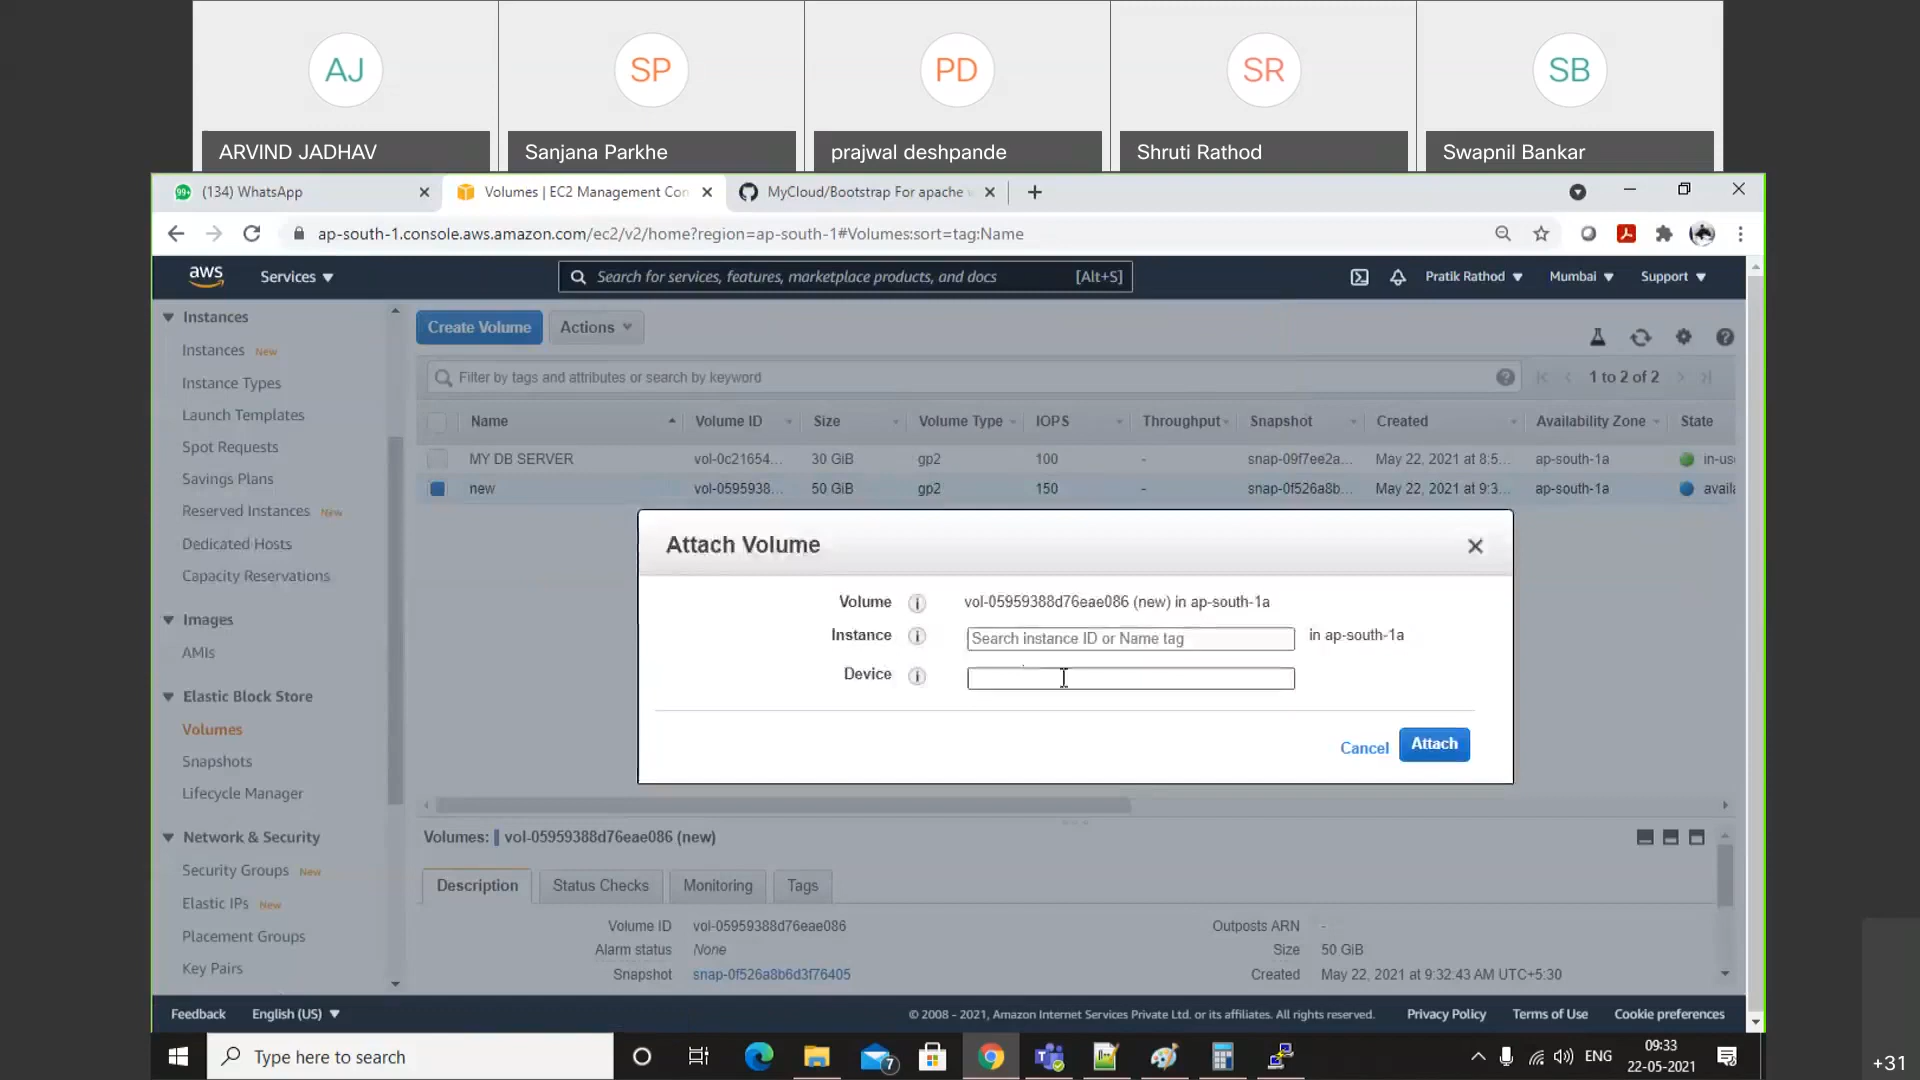 AJ
SP
PD
SR
SB
ARVIND JADHAV
Sanjana Parkhe
prajwal deshpande
Shruti Rathod
Swapnil Bankar
99+
(134) WhatsApp
Volumes | EC2 Management Con
MyCloud/Bootstrap For apache
ap-south-1.console.aws.amazon.com/ec2/v2/home?region=ap-south-1#Volumes:sort=tag:Name
aws
Services
Search for services, features, marketplace products, and docs
[Alt+S]
Pratik Rathod
Mumbai
Support
Instances
Instances New
Instance Types
Launch Templates
Spot Requests
Savings Plans
Reserved Instances New
Dedicated Hosts
Capacity Reservations
Images
AMIs
Elastic Block Store
Volumes
Snapshots
Lifecycle Manager
Network & Security
Security Groups New
Elastic IPs New
Placement Groups
Key Pairs
Create Volume
Actions
Filter by tags and attributes or search by keyword
1 to 2 of 2
Name Volume ID Size Volume Type IOPS Throughput Snapshot Created Availability Zone State
MY DB SERVER vol-0c21654... 30 GiB gp2 100 - snap-09f7ee2a... May 22, 2021 at 8:5... ap-south-1a in-us
new vol-0595938... 50 GiB gp2 150 - snap-0f526a8b... May 22, 2021 at 9:3... ap-south-1a availa
Attach Volume
Volume i vol-05959388d76eae086 (new) in ap-south-1a
Instance i Search instance ID or Name tag in ap-south-1a
Device i
Cancel
Attach
Volumes: vol-05959388d76eae086 (new)
Description
Status Checks
Monitoring
Tags
Volume ID vol-05959388d76eae086
Outposts ARN -
Alarm status None
Size 50 GiB
Snapshot snap-0f526a8b6d3f76405
Created May 22, 2021 at 9:32:43 AM UTC+5:30
Feedback
English (US)
© 2008 - 2021, Amazon Internet Services Private Ltd. or its affiliates. All rights reserved.
Privacy Policy
Terms of Use
Cookie preferences
Type here to search
7
ENG
09:33
22-05-2021
+31